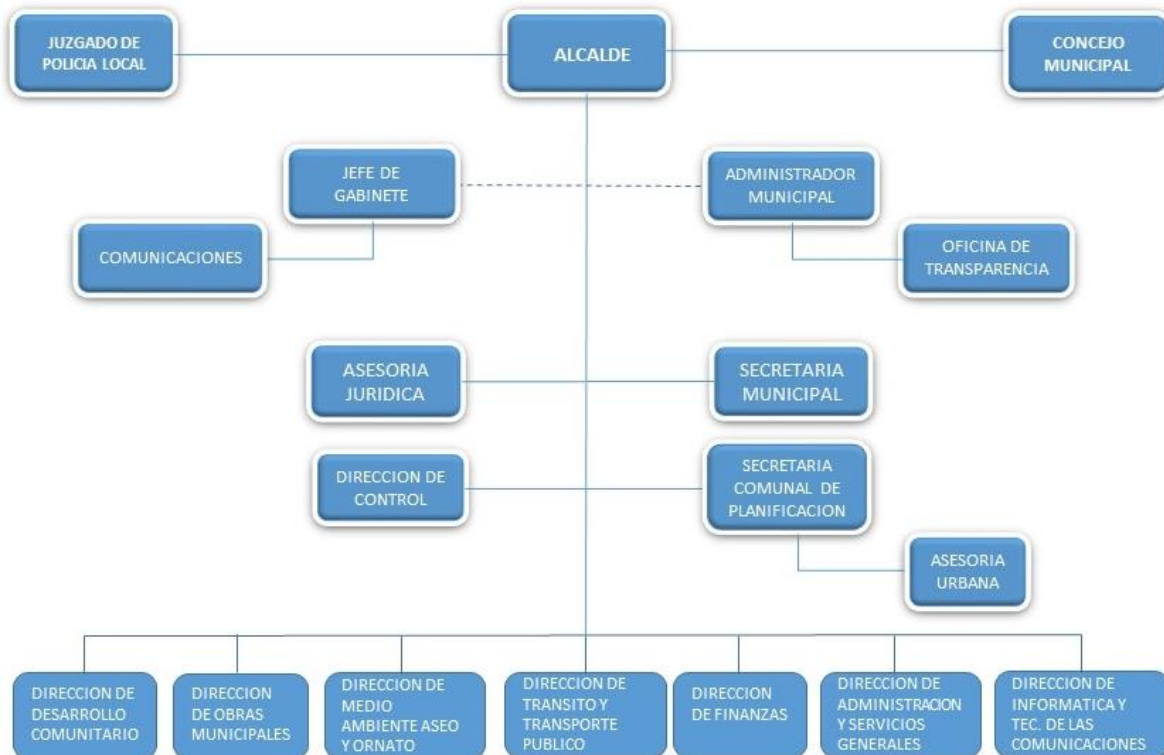 JUZGADO DE
POLICIA LOCAL
ALCALDE
CONCEJO
MUNICIPAL
JEFE DE
GABINETE
ADMINISTRADOR
MUNICIPAL
COMUNICACIONES
OFICINA DE
TRANSPARENCIA
ASESORIA
JURIDICA
SECRETARIA
MUNICIPAL
DIRECCION DE
CONTROL
SECRETARIA
COMUNAL DE
PLANIFICACION
ASESORIA
URBANA
DIRECCION DE
DESARROLLO
COMUNITARIO
DIRECCION
DE OBRAS
MUNICIPALES
DIRECCION DE
MEDIO
AMBIENTE ASEO
Y ORNATO
DIRECCION DE
TRANSITO Y
TRANSPORTE
PUBLICO
DIRECCION
DE FINANZAS
DIRECCION DE
ADMINISTRACION
Y SERVICIOS
GENERALES
DIRECCION DE
INFORMATICA Y
TEC. DE LAS
COMUNICACIONES